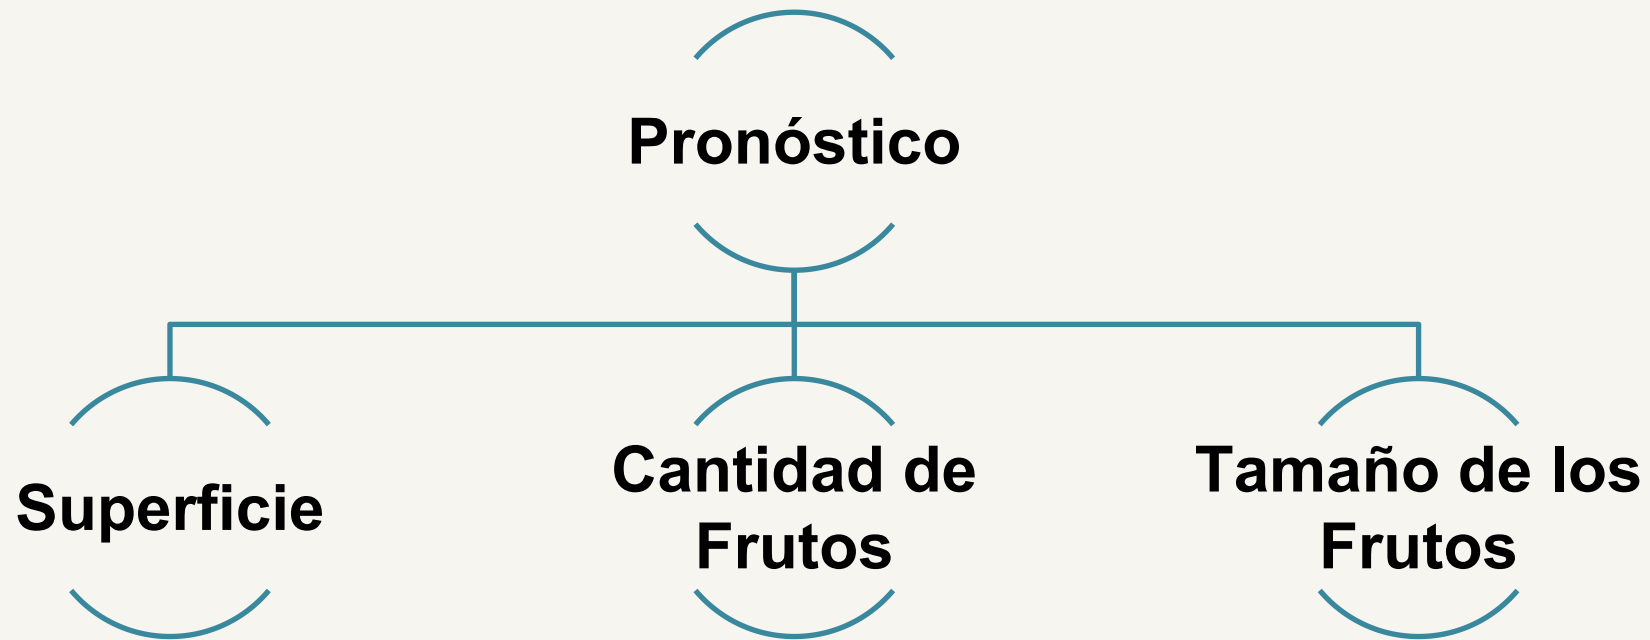 Pronóstico
Superficie
Cantidad de
Frutos
Tamaño de los
Frutos